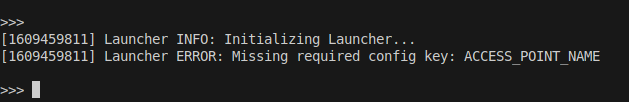 >>>
[1609459811] Launcher INFO: Initializing Launcher...
[1609459811] Launcher ERROR: Missing required config key: ACCESS_POINT_NAME
>>>